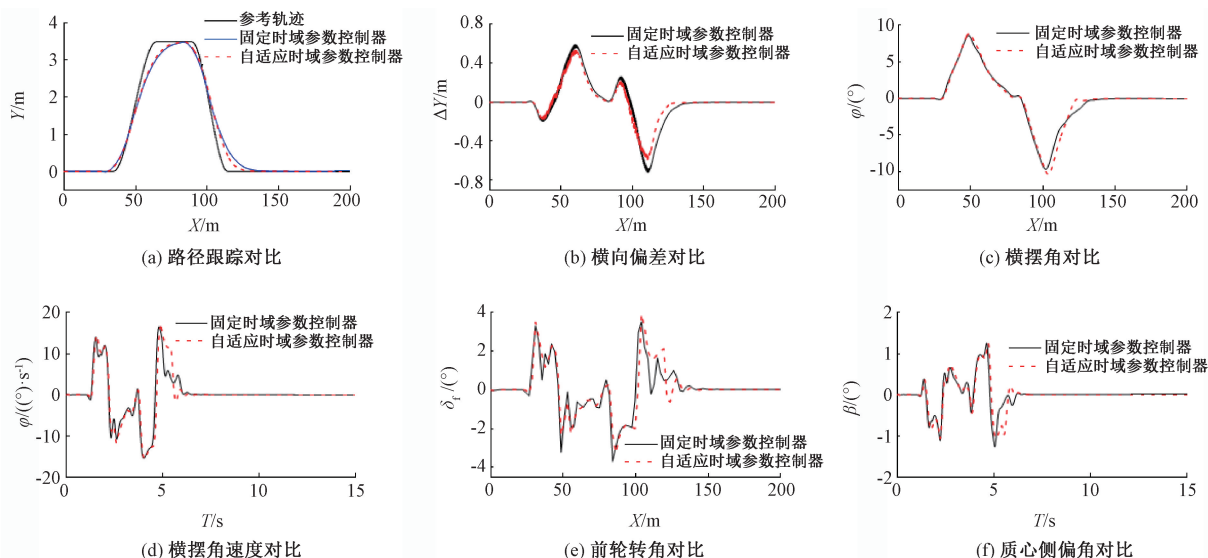 参考轨迹
固定时域参数控制器
自适应时域参数控制器
Y/m
4
3
2
1
0
0 50 100 150 200
X/m
(a) 路径跟踪对比
固定时域参数控制器
自适应时域参数控制器
ΔY/m
0.8
0.4
0
-0.4
-0.8
0 50 100 150 200
X/m
(b) 横向偏差对比
固定时域参数控制器
自适应时域参数控制器
φ/(°)
10
5
0
-5
-10
0 50 100 150 200
X/m
(c) 横摆角对比
固定时域参数控制器
自适应时域参数控制器
φ/((°)·s⁻¹)
20
10
0
-10
-20
0 5 10 15
T/s
(d) 横摆角速度对比
固定时域参数控制器
自适应时域参数控制器
δf/(°)
4
2
0
-2
-4
0 50 100 150 200
X/m
(e) 前轮转角对比
固定时域参数控制器
自适应时域参数控制器
β/(°)
2
1
0
-1
-2
0 5 10 15
T/s
(f) 质心侧偏角对比